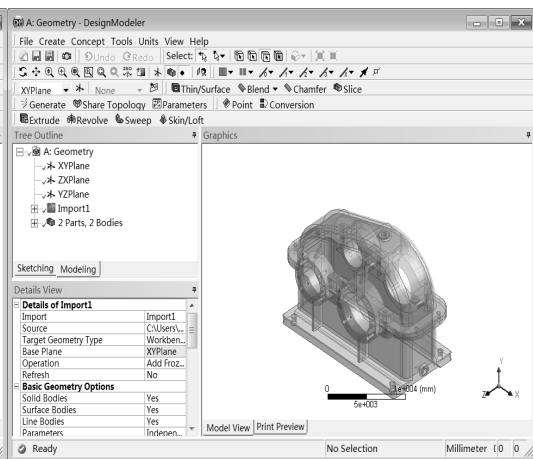 A: Geometry - DesignModeler
File Create Concept Tools Units View Help
Undo Redo Select:
XYPlane None Thin/Surface Blend Chamfer Slice
Generate Share Topology Parameters Point Conversion
Extrude Revolve Sweep Skin/Loft
Tree Outline
A: Geometry
XYPlane
ZXPlane
YZPlane
Import1
2 Parts, 2 Bodies
Sketching Modeling
Details View
Details of Import1
Import Import1
Source C:\Users\...
Target Geometry Type Workben...
Base Plane XYPlane
Operation Add Froz...
Refresh No
Basic Geometry Options
Solid Bodies Yes
Surface Bodies Yes
Line Bodies Yes
Parameters Indepen...
Graphics
0 1e+004 (mm)
5e+003
Y
Z X
Model View Print Preview
Ready No Selection Millimeter 0 0